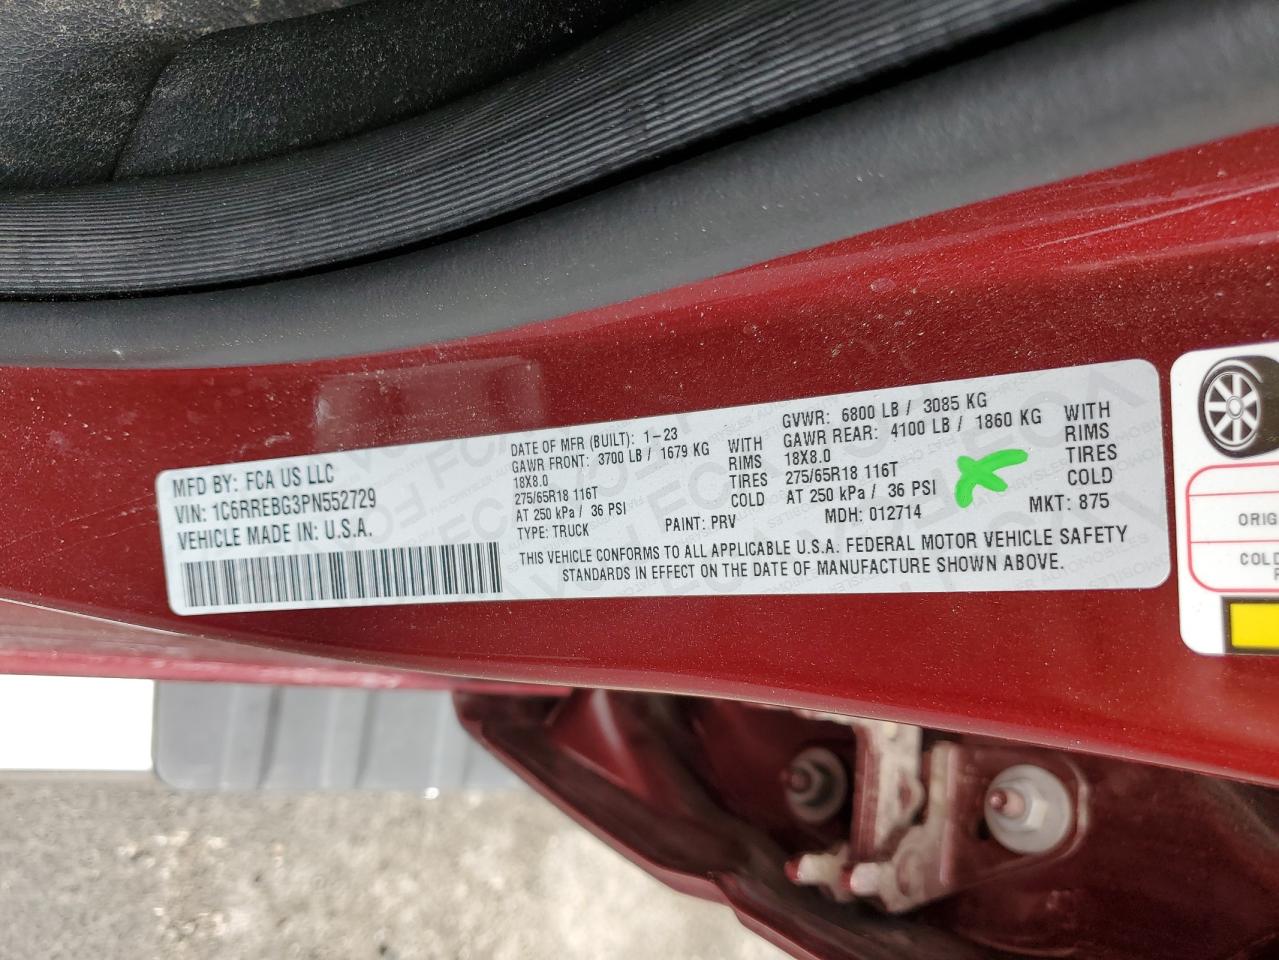 MFD BY: FCA US LLC
VIN: 1C6RREBG3PN552729
VEHICLE MADE IN: U.S.A.
DATE OF MFR (BUILT): 1-23
GAWR FRONT: 3700 LB / 1679 KG WITH
18X8.0 RIMS
275/65R18 116T TIRES
AT 250 kPa / 36 PSI COLD
TYPE: TRUCK PAINT: PRV
GVWR: 6800 LB / 3085 KG
GAWR REAR: 4100 LB / 1860 KG WITH
18X8.0 RIMS
275/65R18 116T TIRES
AT 250 kPa / 36 PSI COLD
MDH: 012714 MKT: 875
THIS VEHICLE CONFORMS TO ALL APPLICABLE U.S.A. FEDERAL MOTOR VEHICLE SAFETY
STANDARDS IN EFFECT ON THE DATE OF MANUFACTURE SHOWN ABOVE.
ORIG
COLD